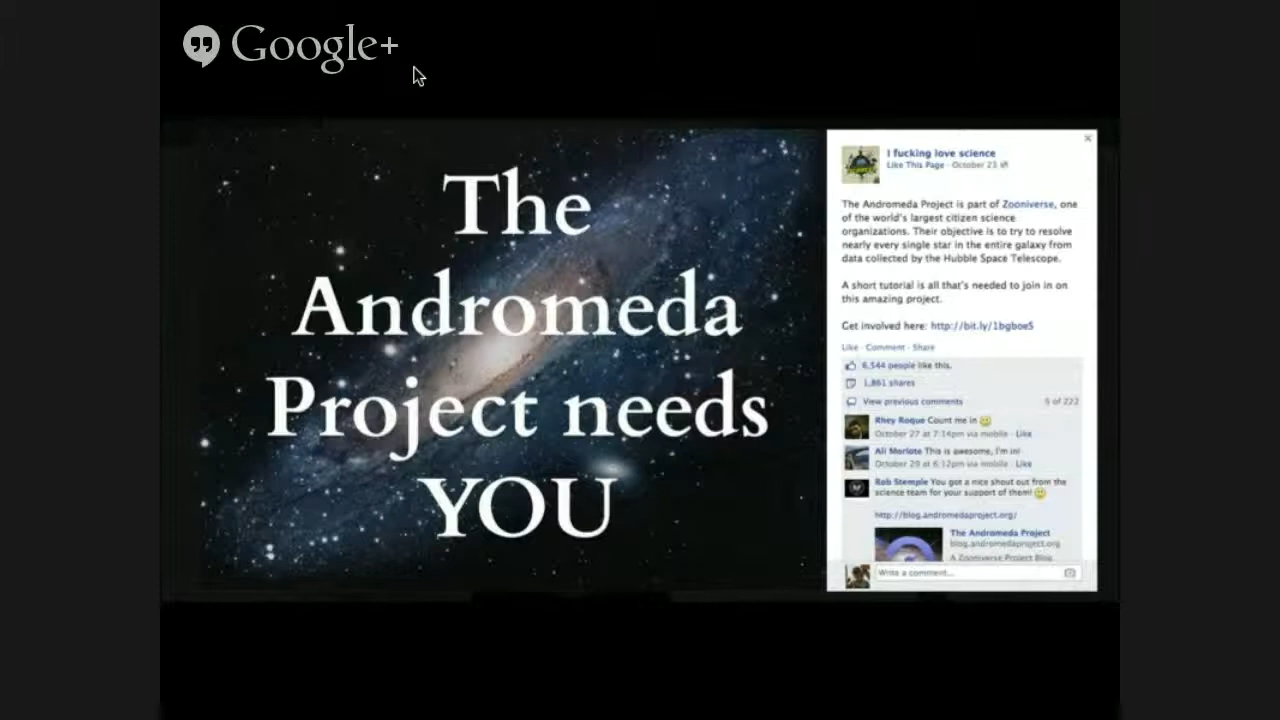 Google+
The
Andromeda
Project needs
YOU
I fucking love science
Like This Page · October 23
The Andromeda Project is part of Zooniverse, one
of the world's largest citizen science
organizations. Their objective is to try to resolve
nearly every single star in the entire galaxy from
data collected by the Hubble Space Telescope.
A short tutorial is all that's needed to join in on
this amazing project.
Get involved here: http://bit.ly/1bgboeS
Like · Comment · Share
6,544 people like this.
1,861 shares
View previous comments
5 of 222
Rhey Roque Count me in
October 27 at 7:14pm via mobile · Like
Ali Morlote This is awesome, I'm in!
October 29 at 6:12pm via mobile · Like
Rob Stemple You got a nice shout out from the
science team for your support of them!
http://blog.andromedaproject.org/
The Andromeda Project
blog.andromedaproject.org
A Zooniverse Project Blog
Write a comment...